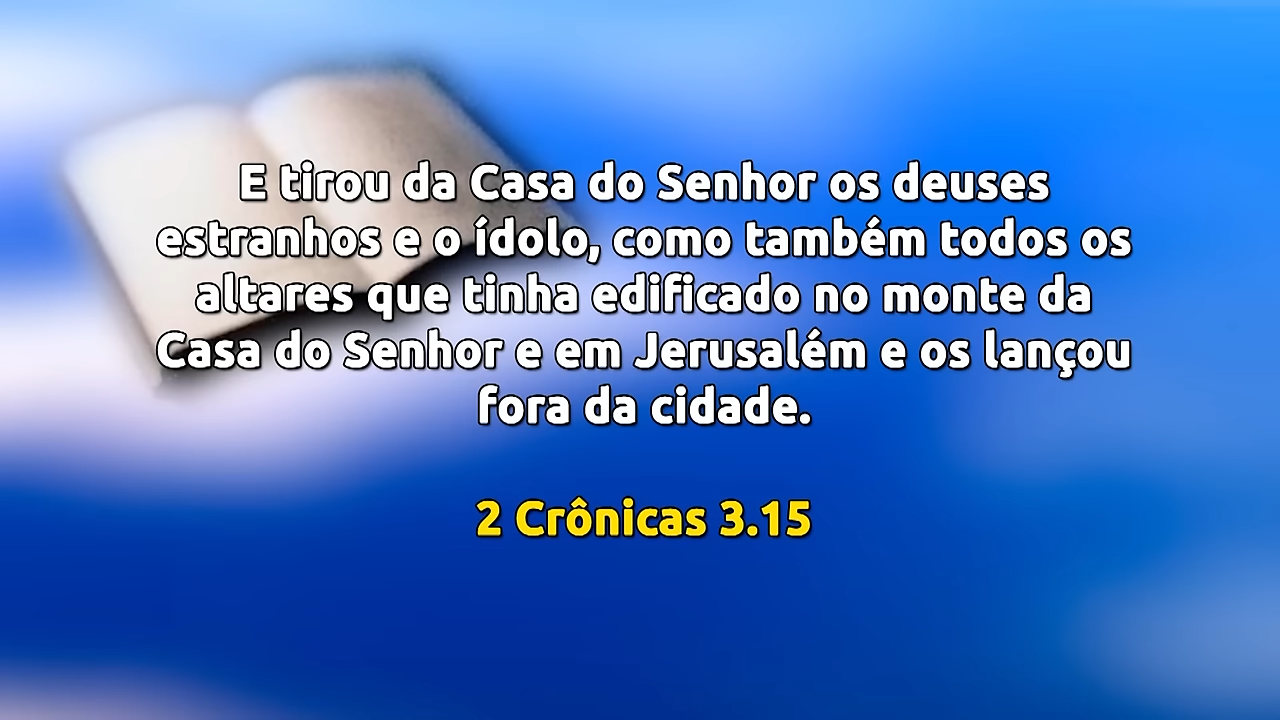 E tirou da Casa do Senhor os deuses
estranhos e o ídolo, como também todos os
altares que tinha edificado no monte da
Casa do Senhor e em Jerusalém e os lançou
fora da cidade.
2 Crônicas 3.15